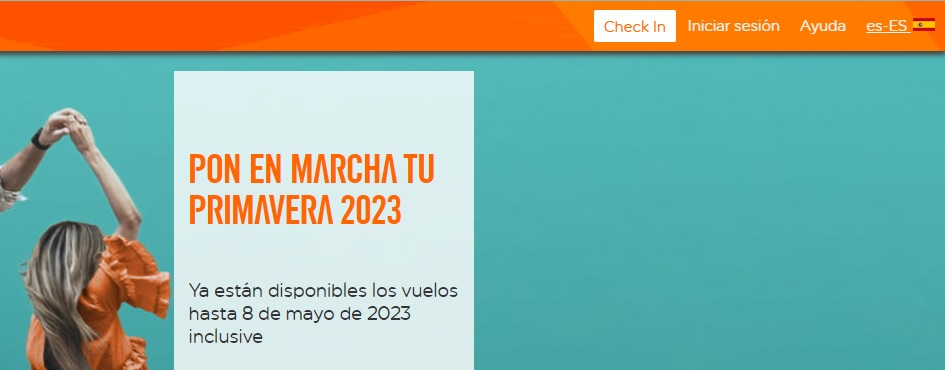 Check In Iniciar sesión Ayuda es-ES
PON EN MARCHA TU
PRIMAVERA 2023
Ya están disponibles los vuelos
hasta 8 de mayo de 2023
inclusive